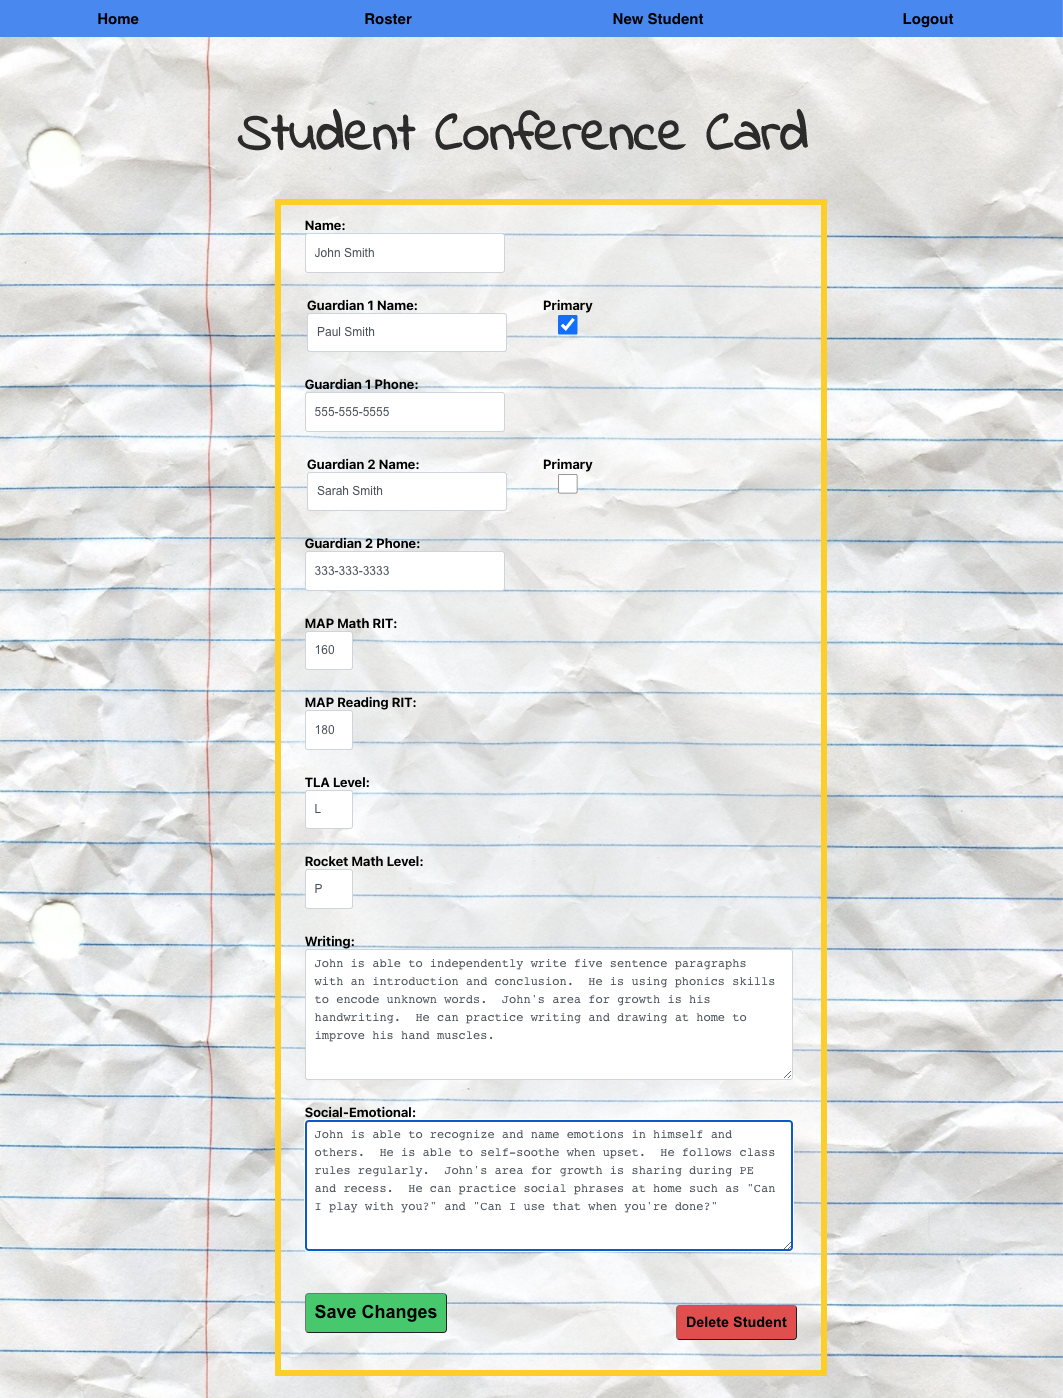 Home Roster New Student Logout
Student Conference Card
Name:
John Smith
Guardian 1 Name: Primary
Paul Smith
Guardian 1 Phone:
555-555-5555
Guardian 2 Name: Primary
Sarah Smith
Guardian 2 Phone:
333-333-3333
MAP Math RIT:
160
MAP Reading RIT:
180
TLA Level:
L
Rocket Math Level:
P
Writing:
John is able to independently write five sentence paragraphs
with an introduction and conclusion.  He is using phonics skills
to encode unknown words.  John's area for growth is his
handwriting.  He can practice writing and drawing at home to
improve his hand muscles.
Social-Emotional:
John is able to recognize and name emotions in himself and
others.  He is able to self-soothe when upset.  He follows class
rules regularly.  John's area for growth is sharing during PE
and recess.  He can practice social phrases at home such as "Can
I play with you?" and "Can I use that when you're done?"
Save Changes
Delete Student